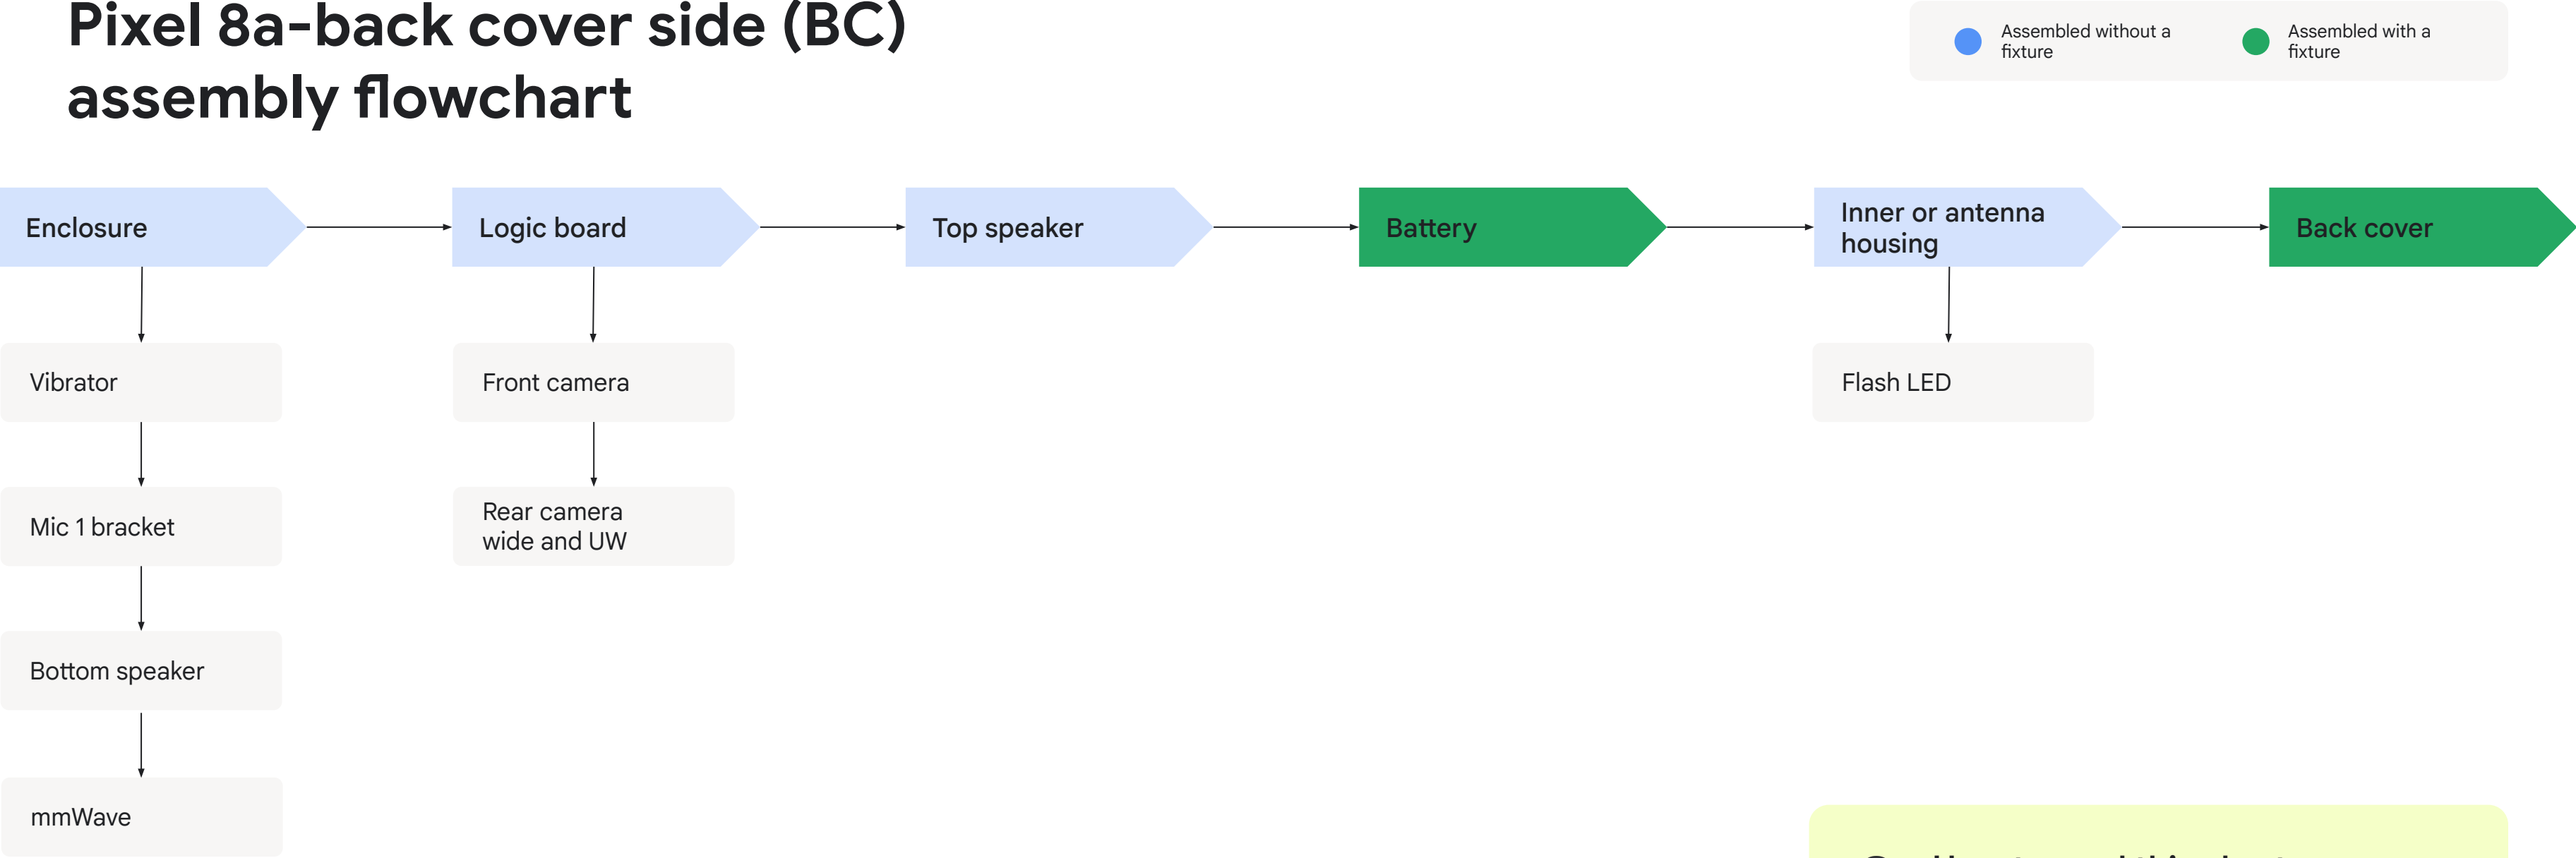 Pixel 8a-back cover side (BC)
assembly flowchart
Assembled without a
fixture
Assembled with a
fixture
Enclosure
Logic board
Top speaker
Battery
Inner or antenna
housing
Back cover
Vibrator
Front camera
Flash LED
Mic 1 bracket
Rear camera
wide and UW
Bottom speaker
mmWave